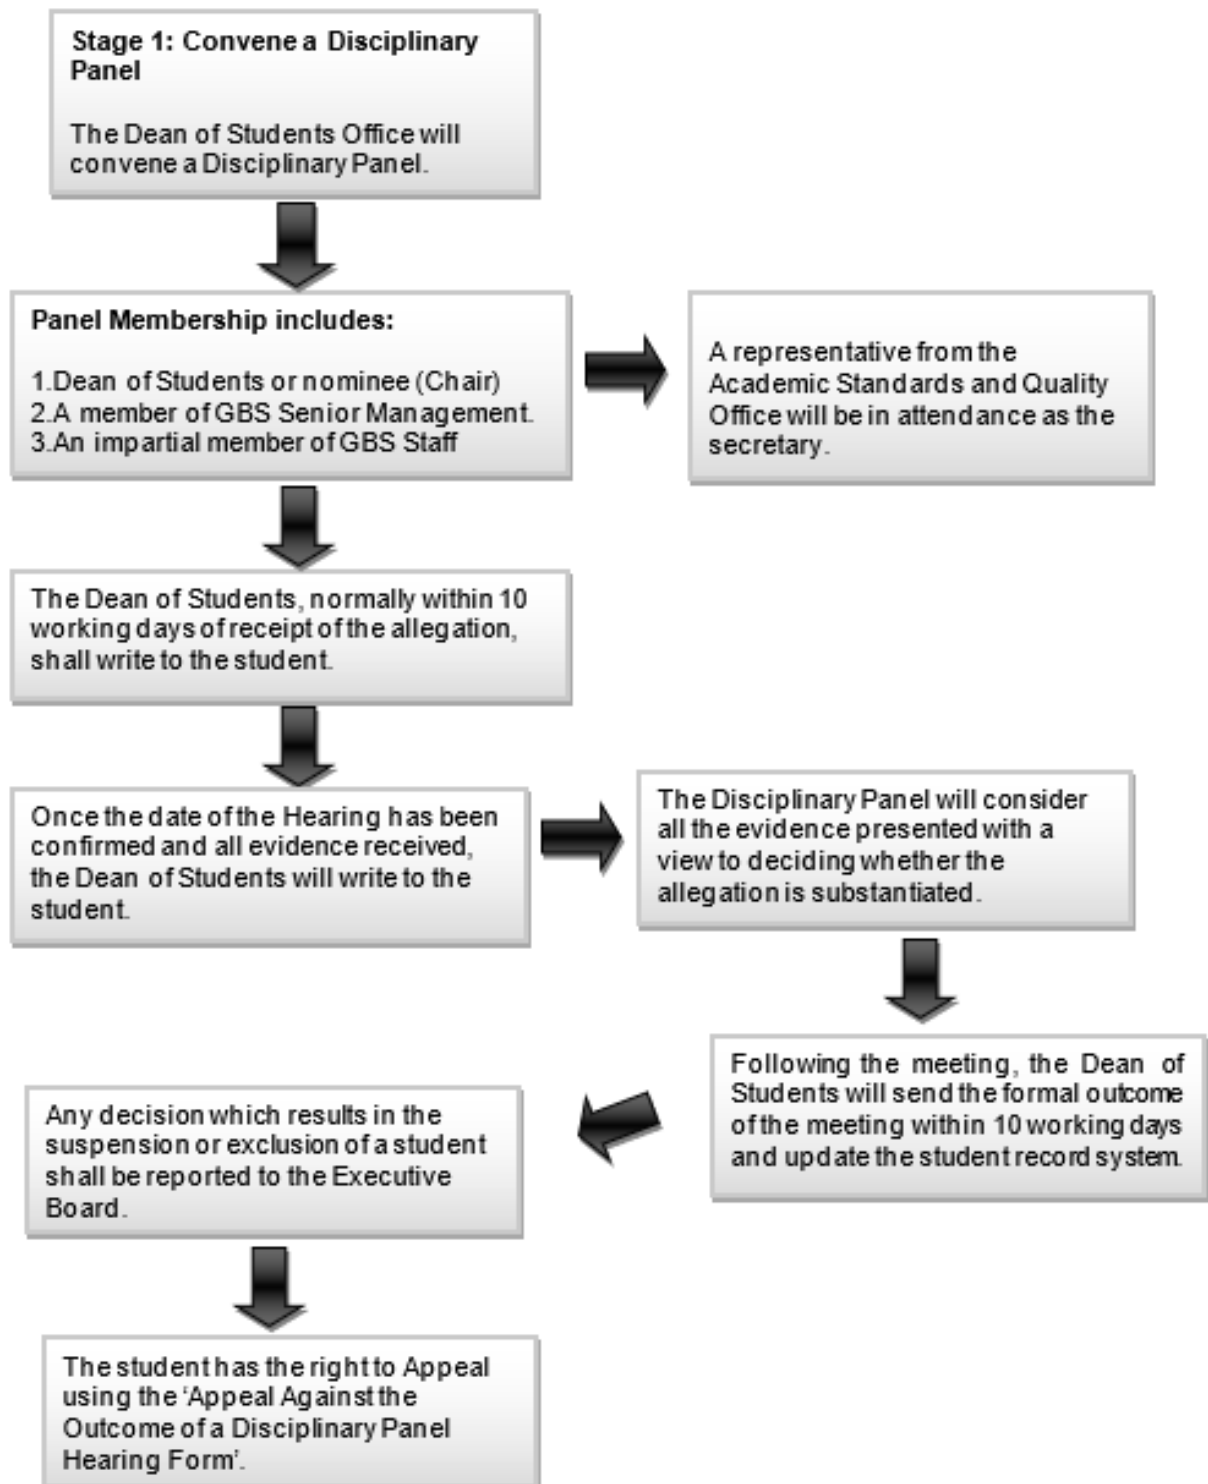 Stage 1: Convene a Disciplinary
Panel
The Dean of Students Office will
convene a Disciplinary Panel.
Panel Membership includes:
1.Dean of Students or nominee (Chair)
2.A member of GBS Senior Management.
3.An impartial member of GBS Staff
A representative from the
Academic Standards and Quality
Office will be in attendance as the
secretary.
The Dean of Students, normally within 10
working days of receipt of the allegation,
shall write to the student.
Once the date of the Hearing has been
confirmed and all evidence received,
the Dean of Students will write to the
student.
The Disciplinary Panel will consider
all the evidence presented with a
view to deciding whether the
allegation is substantiated.
Following the meeting, the Dean of
Students will send the formal outcome
of the meeting within 10 working days
and update the student record system.
Any decision which results in the
suspension or exclusion of a student
shall be reported to the Executive
Board.
The student has the right to Appeal
using the ‘Appeal Against the
Outcome of a Disciplinary Panel
Hearing Form’.